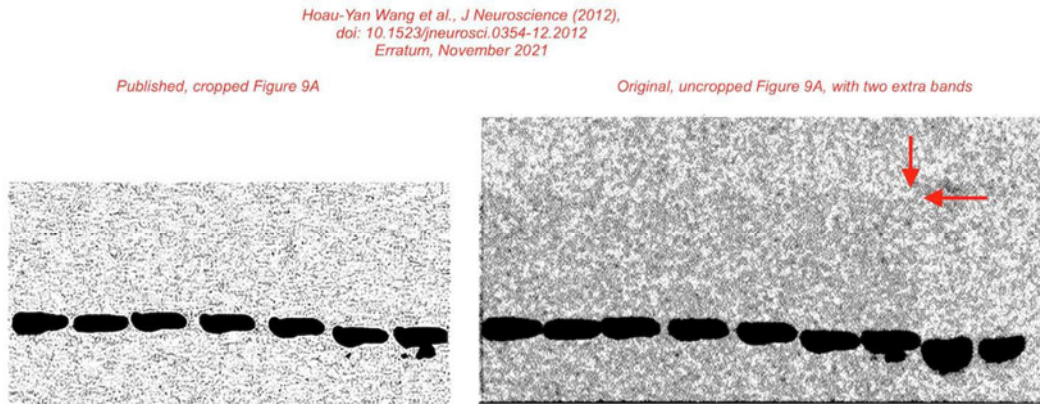 Hoau-Yan Wang et al., J Neuroscience (2012),
doi: 10.1523/jneurosci.0354-12.2012
Erratum, November 2021
Published, cropped Figure 9A
Original, uncropped Figure 9A, with two extra bands